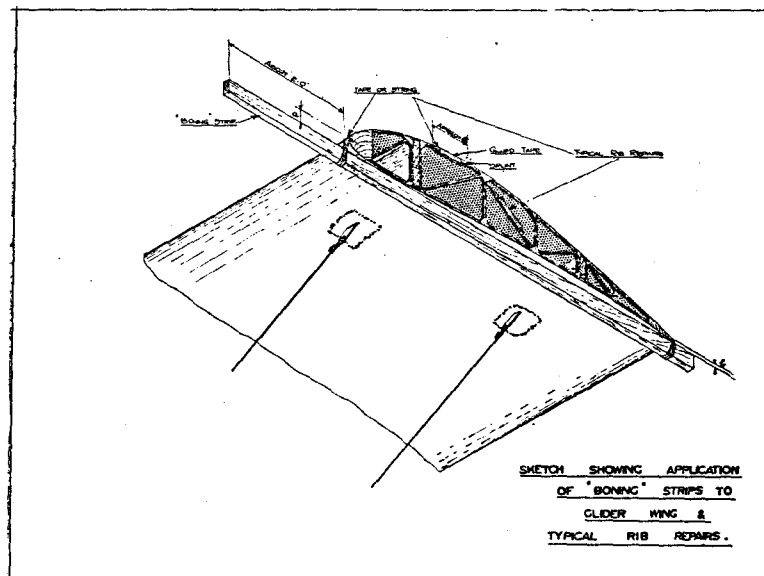 ABOUT 2'-0"
TAPE OR STRING
"BONING" STRIP
APPROX
GLUED TAPE
SPLINT
TYPICAL RIB REPAIRS
SKETCH SHOWING APPLICATION
OF "BONING" STRIPS TO
GLIDER WING &
TYPICAL RIB REPAIRS.